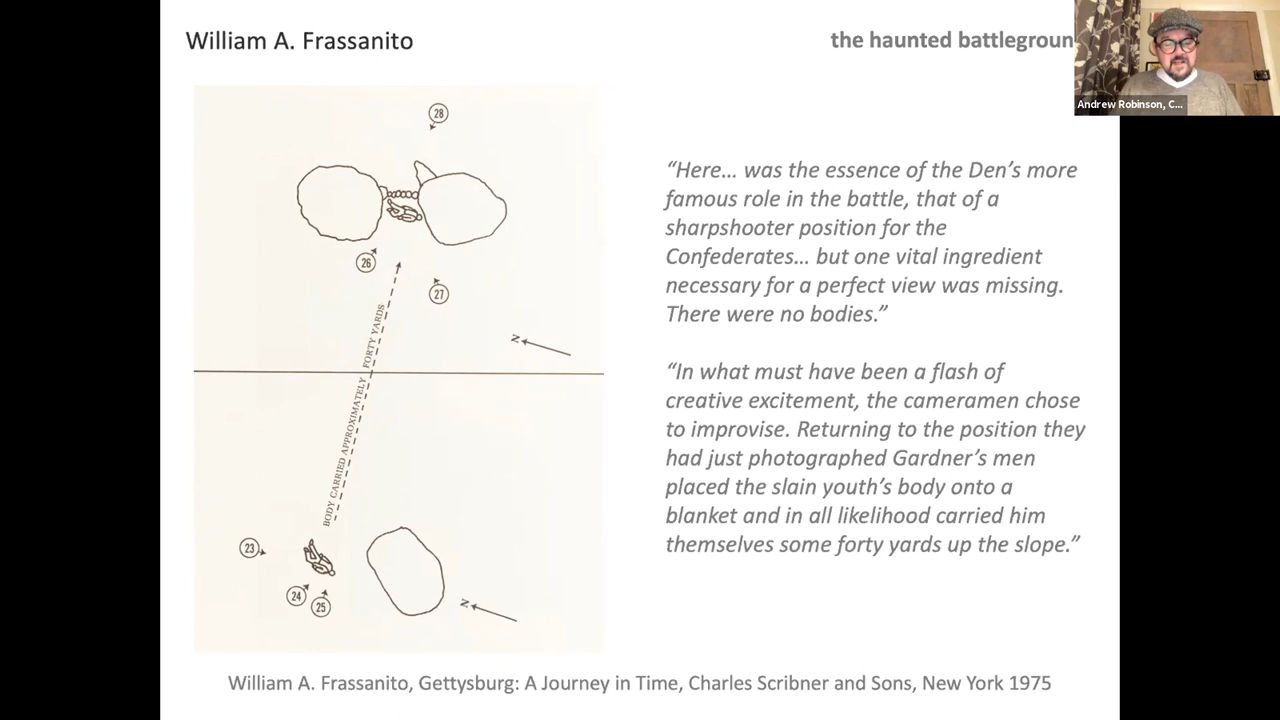 William A. Frassanito
the haunted battlegroun
Andrew Robinson, C...
28
26
27
N
BODY CARRIED APPROXIMATELY FORTY YARDS
23
24
25
N
“Here... was the essence of the Den’s more
famous role in the battle, that of a
sharpshooter position for the
Confederates... but one vital ingredient
necessary for a perfect view was missing.
There were no bodies.”
“In what must have been a flash of
creative excitement, the cameramen chose
to improvise. Returning to the position they
had just photographed Gardner’s men
placed the slain youth’s body onto a
blanket and in all likelihood carried him
themselves some forty yards up the slope.”
William A. Frassanito, Gettysburg: A Journey in Time, Charles Scribner and Sons, New York 1975